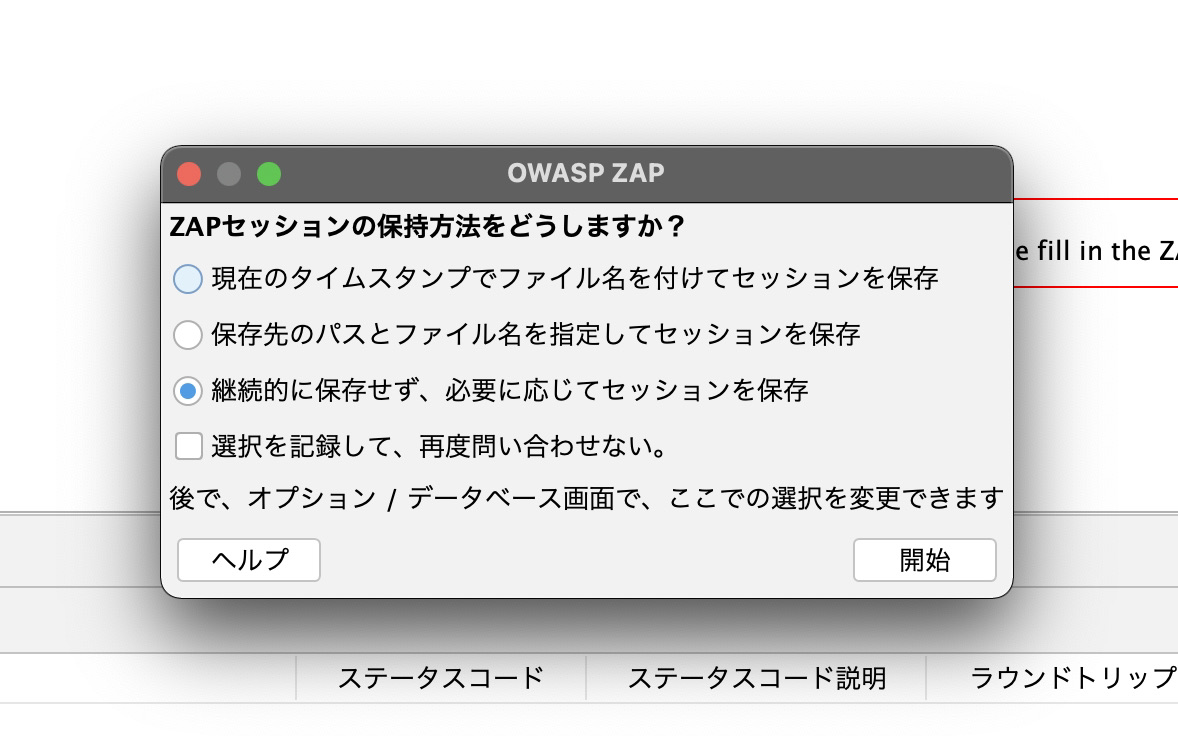 OWASP ZAP
ZAPセッションの保持方法をどうしますか？
現在のタイムスタンプでファイル名を付けてセッションを保存
保存先のパスとファイル名を指定してセッションを保存
継続的に保存せず、必要に応じてセッションを保存
選択を記録して、再度問い合わせない。
後で、オプション / データベース画面で、ここでの選択を変更できます
ヘルプ
開始
e fill in the ZA
ステータスコード
ステータスコード説明
ラウンドトリップ